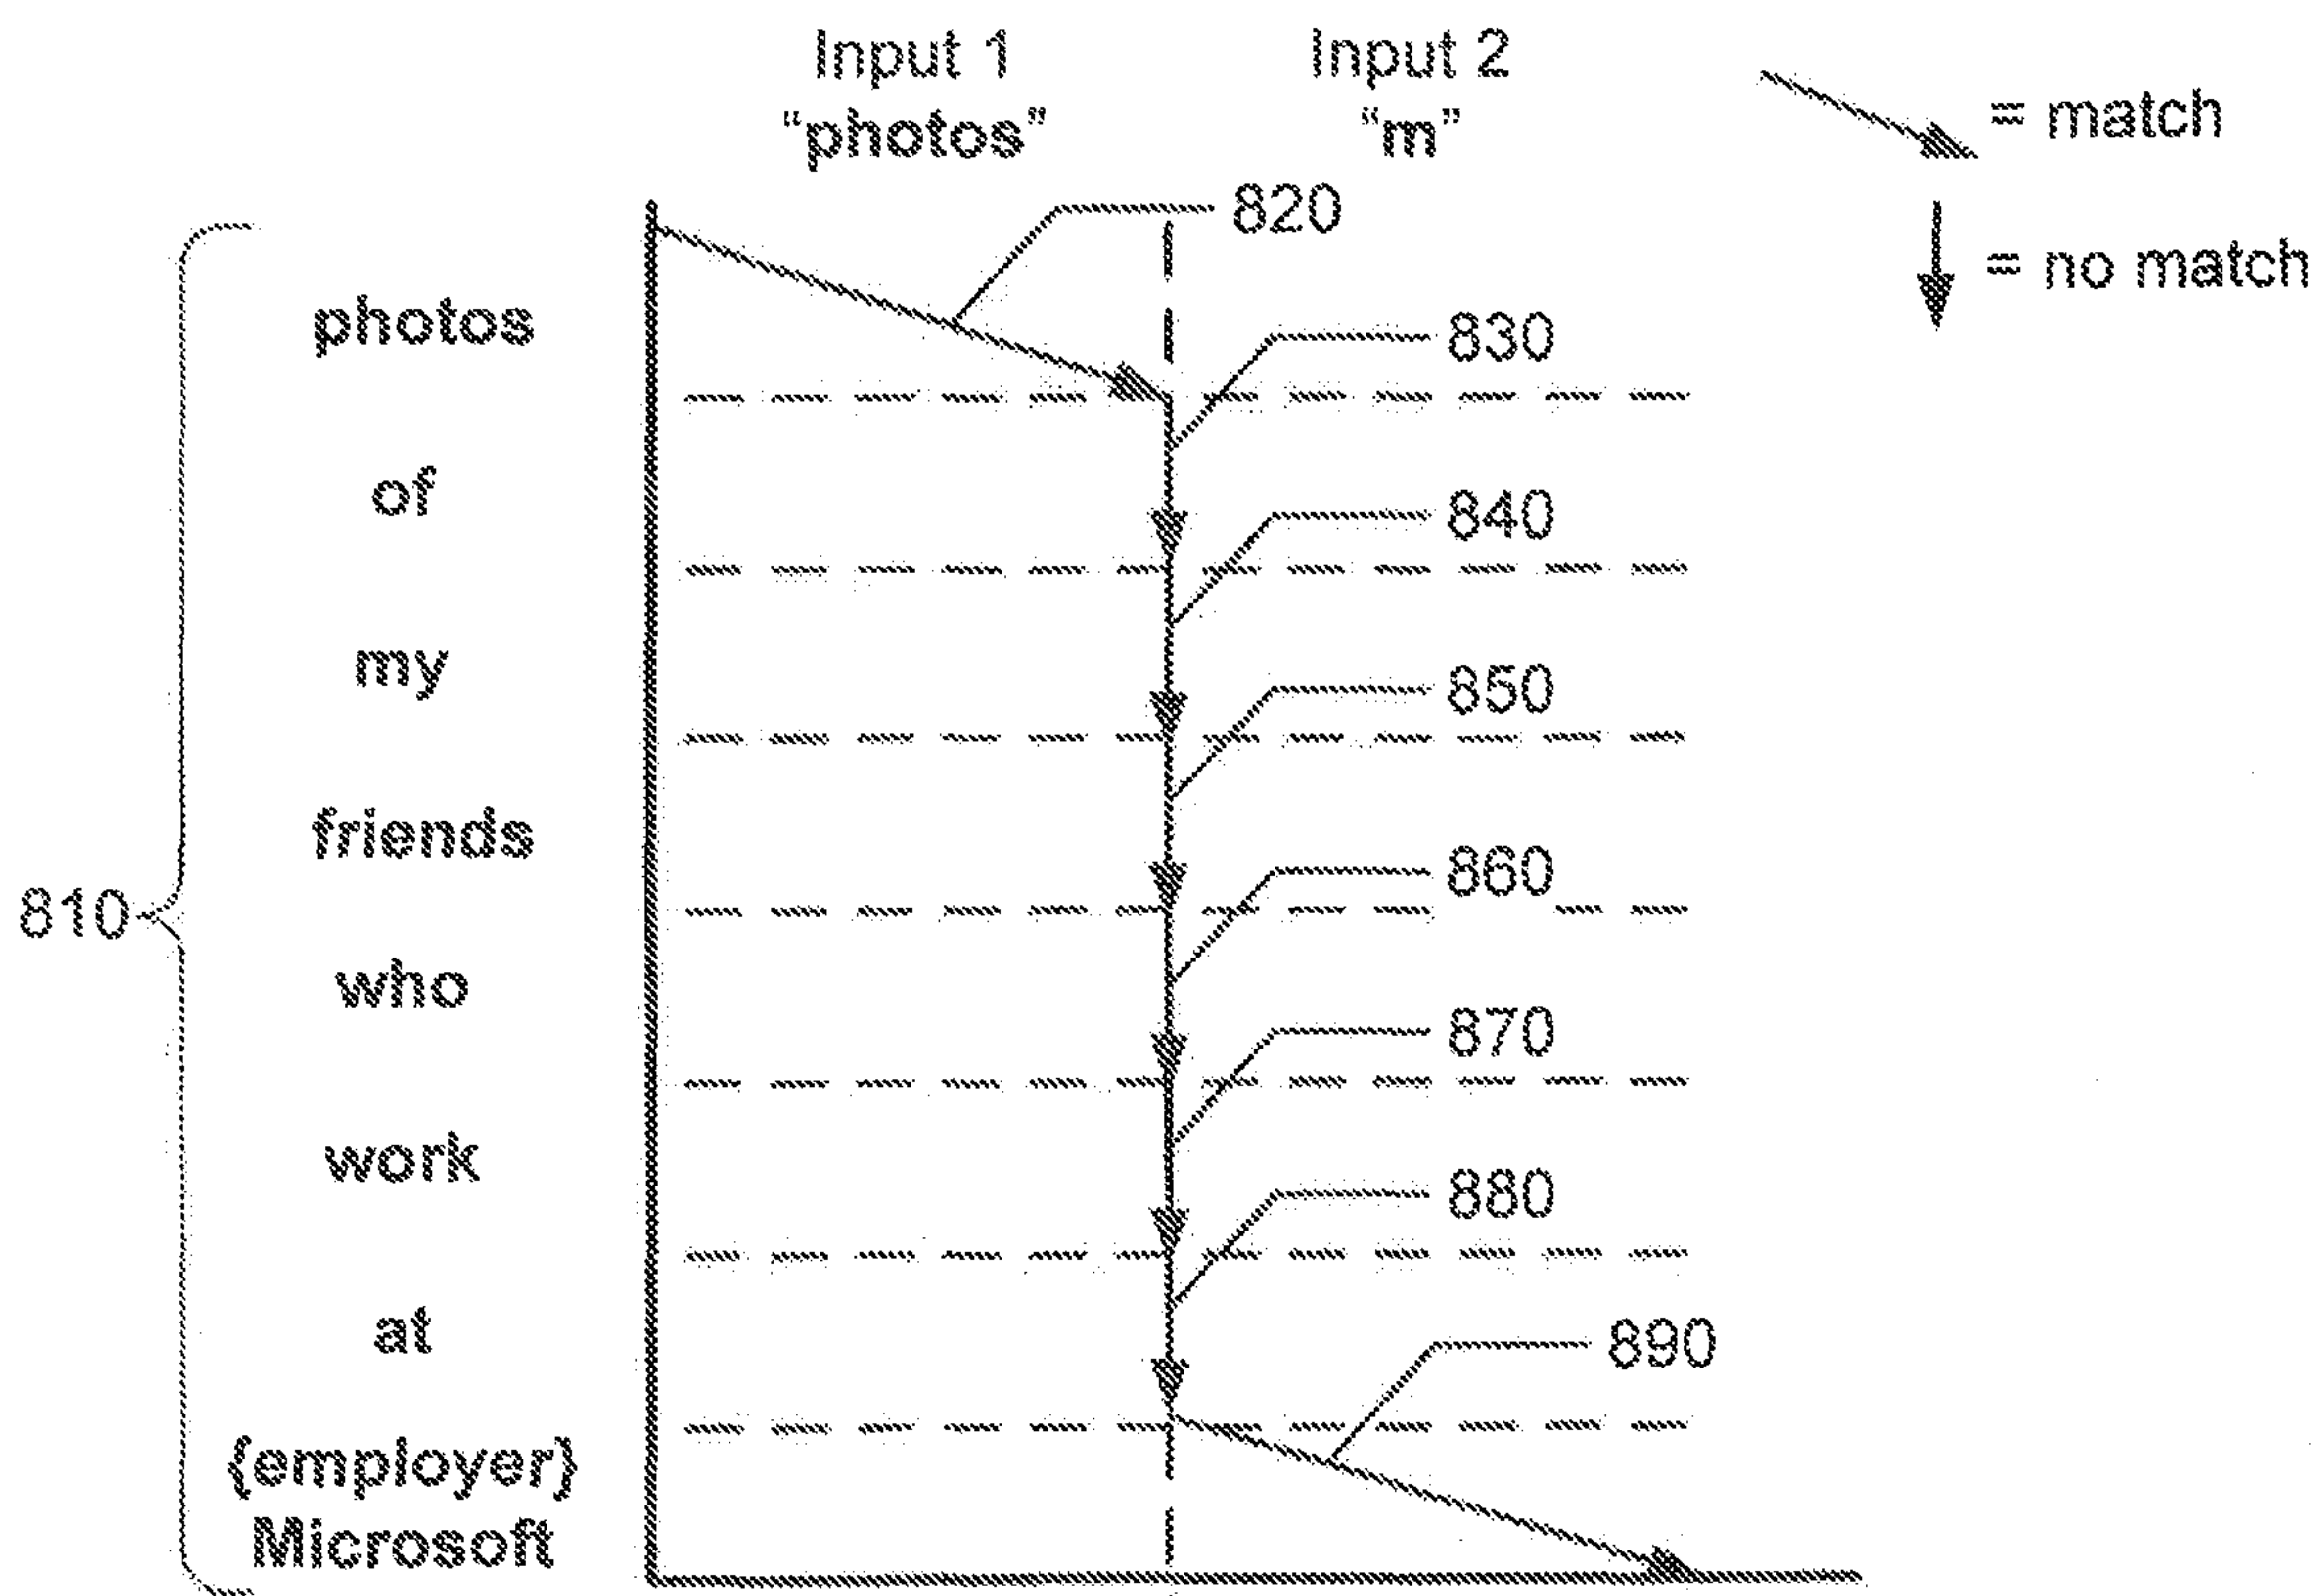 Input 1
“photos”
Input 2
“m”
= match
= no match
820
photos
830
of
840
my
850
friends
860
810
who
870
work
880
at
890
{employer}
Microsoft